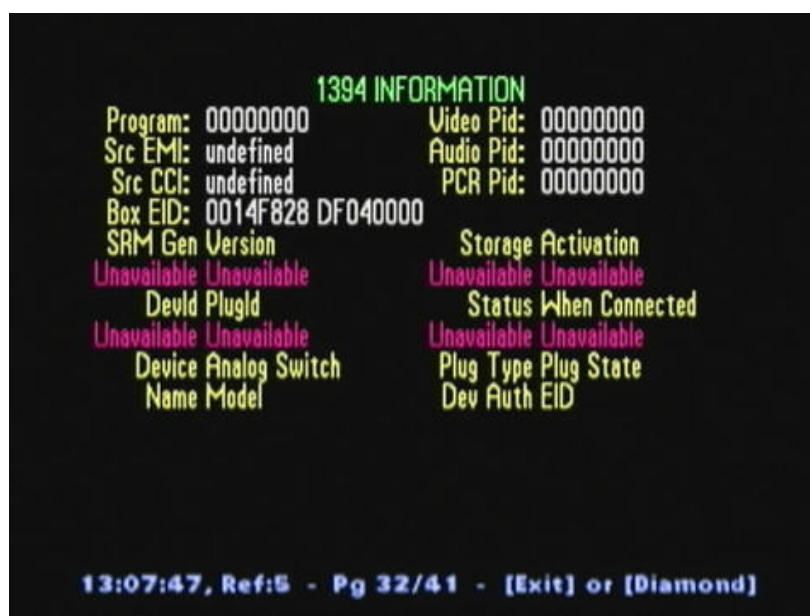 1394 INFORMATION
Program: 00000000 Video Pid: 00000000
Src EMI: undefined Audio Pid: 00000000
Src CCI: undefined PCR Pid: 00000000
Box EID: 0014F828 DF040000
SRM Gen Version Storage Activation
Unavailable Unavailable Unavailable Unavailable
DevId PlugId Status When Connected
Unavailable Unavailable Unavailable Unavailable
Device Analog Switch Plug Type Plug State
Name Model Dev Auth EID
13:07:47, Ref:5 - Pg 32/41 - [Exit] or [Diamond]